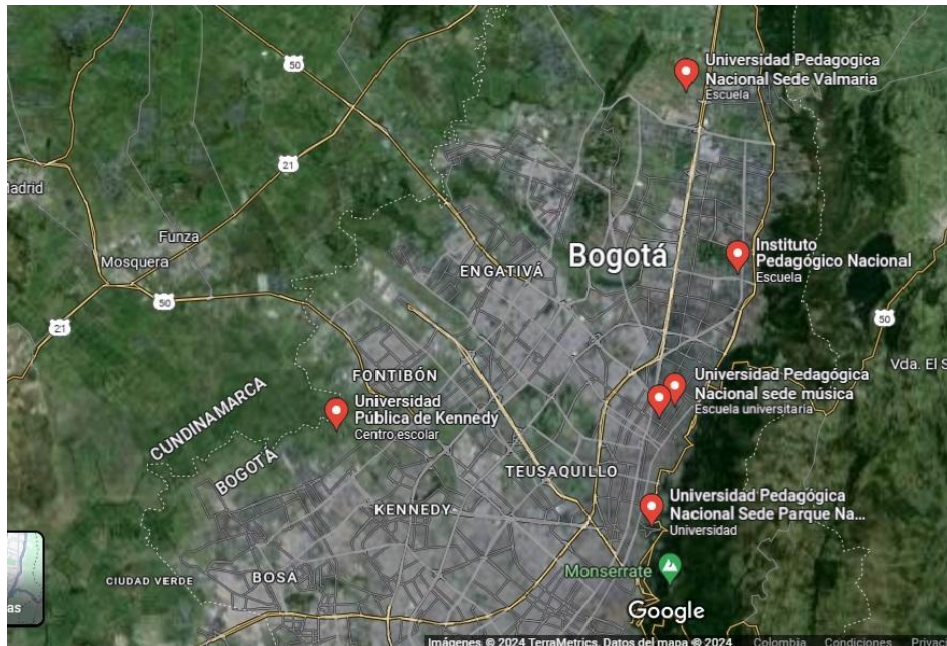 50
Universidad Pedagogica
Nacional Sede Valmaria
Escuela
21
Madrid
Funza
Mosquera
Bogotá
Instituto
Pedagógico Nacional
Escuela
ENGATIVÁ
50
21
50
Vda. El S
FONTIBÓN
Universidad Pedagógica
Nacional sede música
Escuela universitaria
CUNDINAMARCA
Universidad
Pública de Kennedy
Centro escolar
BOGOTÁ
TEUSAQUILLO
KENNEDY
Universidad Pedagógica
Nacional Sede Parque Na...
Universidad
Monserrate
CIUDAD VERDE
BOSA
as
Google
Imágenes © 2024 TerraMetrics, Datos del mapa © 2024 Colombia Condiciones Privac